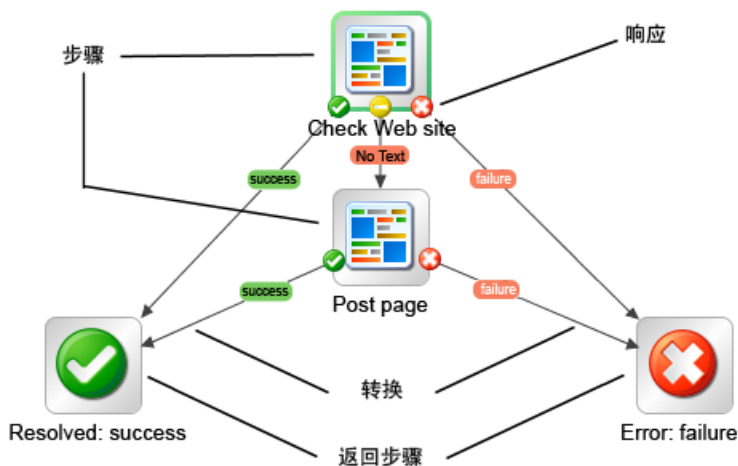 响应
步骤
Check Web site
No Text
success
failure
success
failure
Post page
转换
Resolved: success
Error: failure
返回步骤